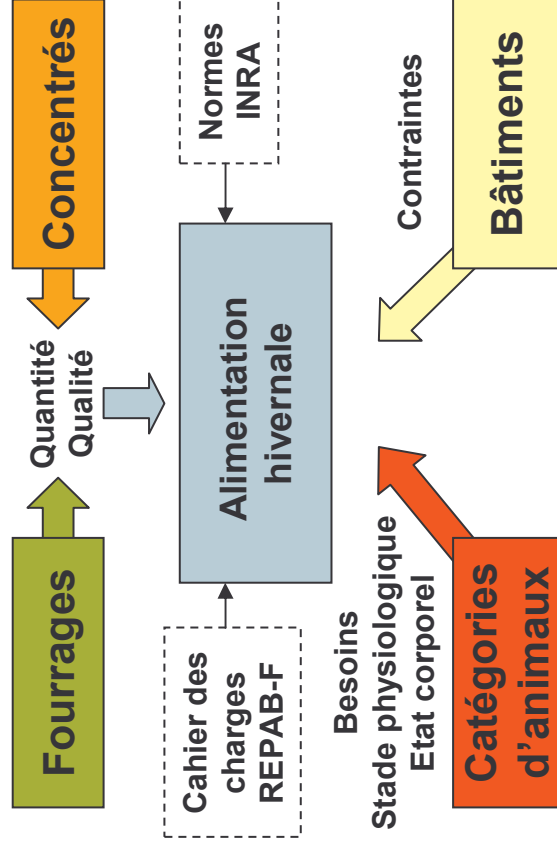 Fourrages
Concentrés
Quantité
Qualité
Cahier des
charges
REPAB-F
Alimentation
hivernale
Normes
INRA
Besoins
Stade physiologique
Etat corporel
Contraintes
Catégories
d’animaux
Bâtiments